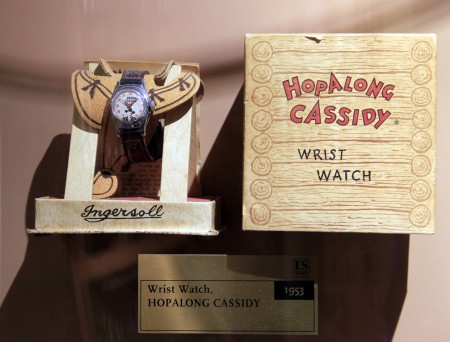 HOPALONG
CASSIDY
WRIST
WATCH
Ingersoll
Wrist Watch,
HOPALONG CASSIDY
1953